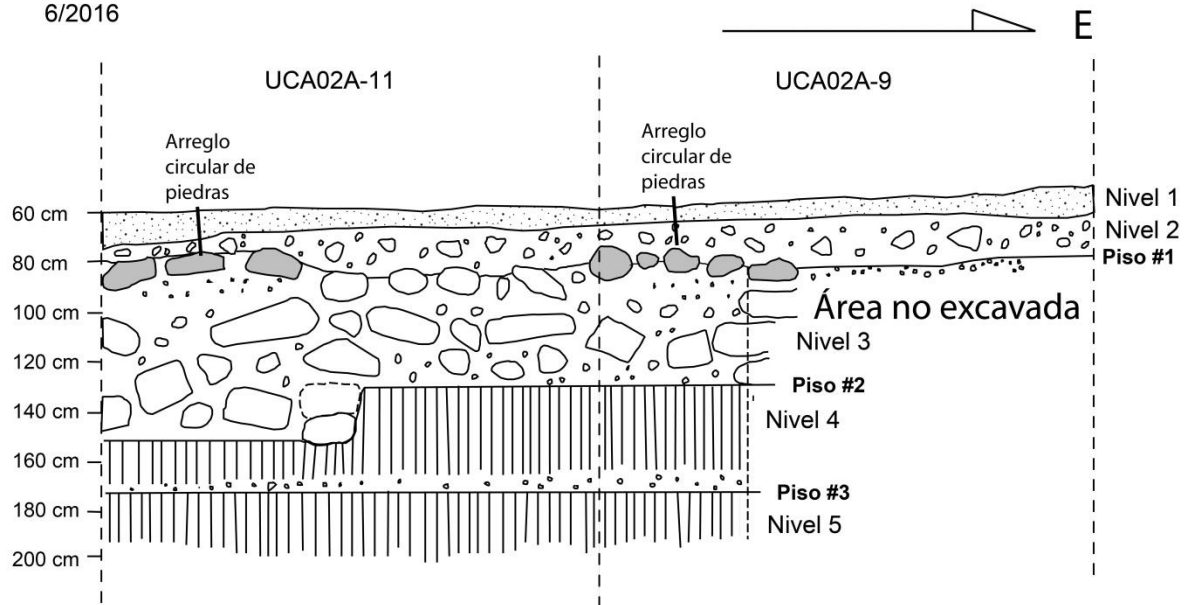 6/2016
E
UCA02A-11
UCA02A-9
Arreglo
circular de
piedras
Arreglo
circular de
piedras
60 cm
80 cm
100 cm
120 cm
140 cm
160 cm
180 cm
200 cm
Nivel 1
Nivel 2
Piso #1
Área no excavada
Nivel 3
Piso #2
Nivel 4
Piso #3
Nivel 5